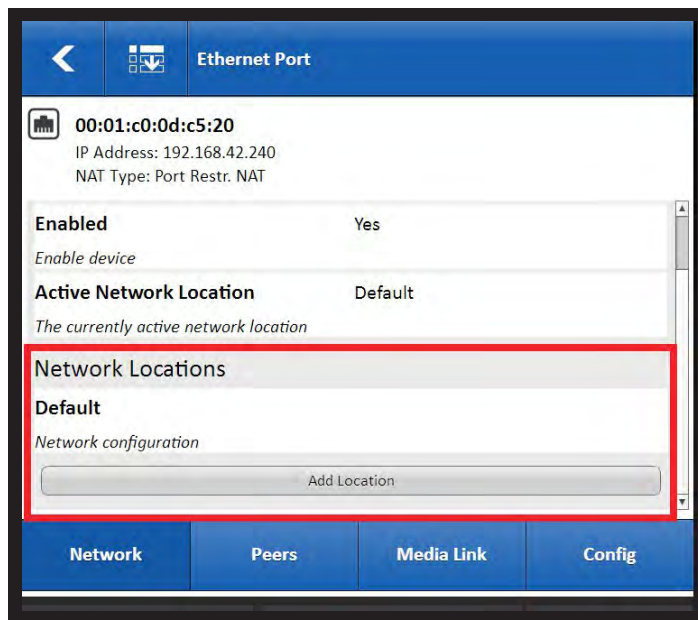 Ethernet Port
00:01:c0:0d:c5:20
IP Address: 192.168.42.240
NAT Type: Port Restr. NAT
Enabled Yes
Enable device
Active Network Location Default
The currently active network location
Network Locations
Default
Network configuration
Add Location
Network Peers Media Link Config